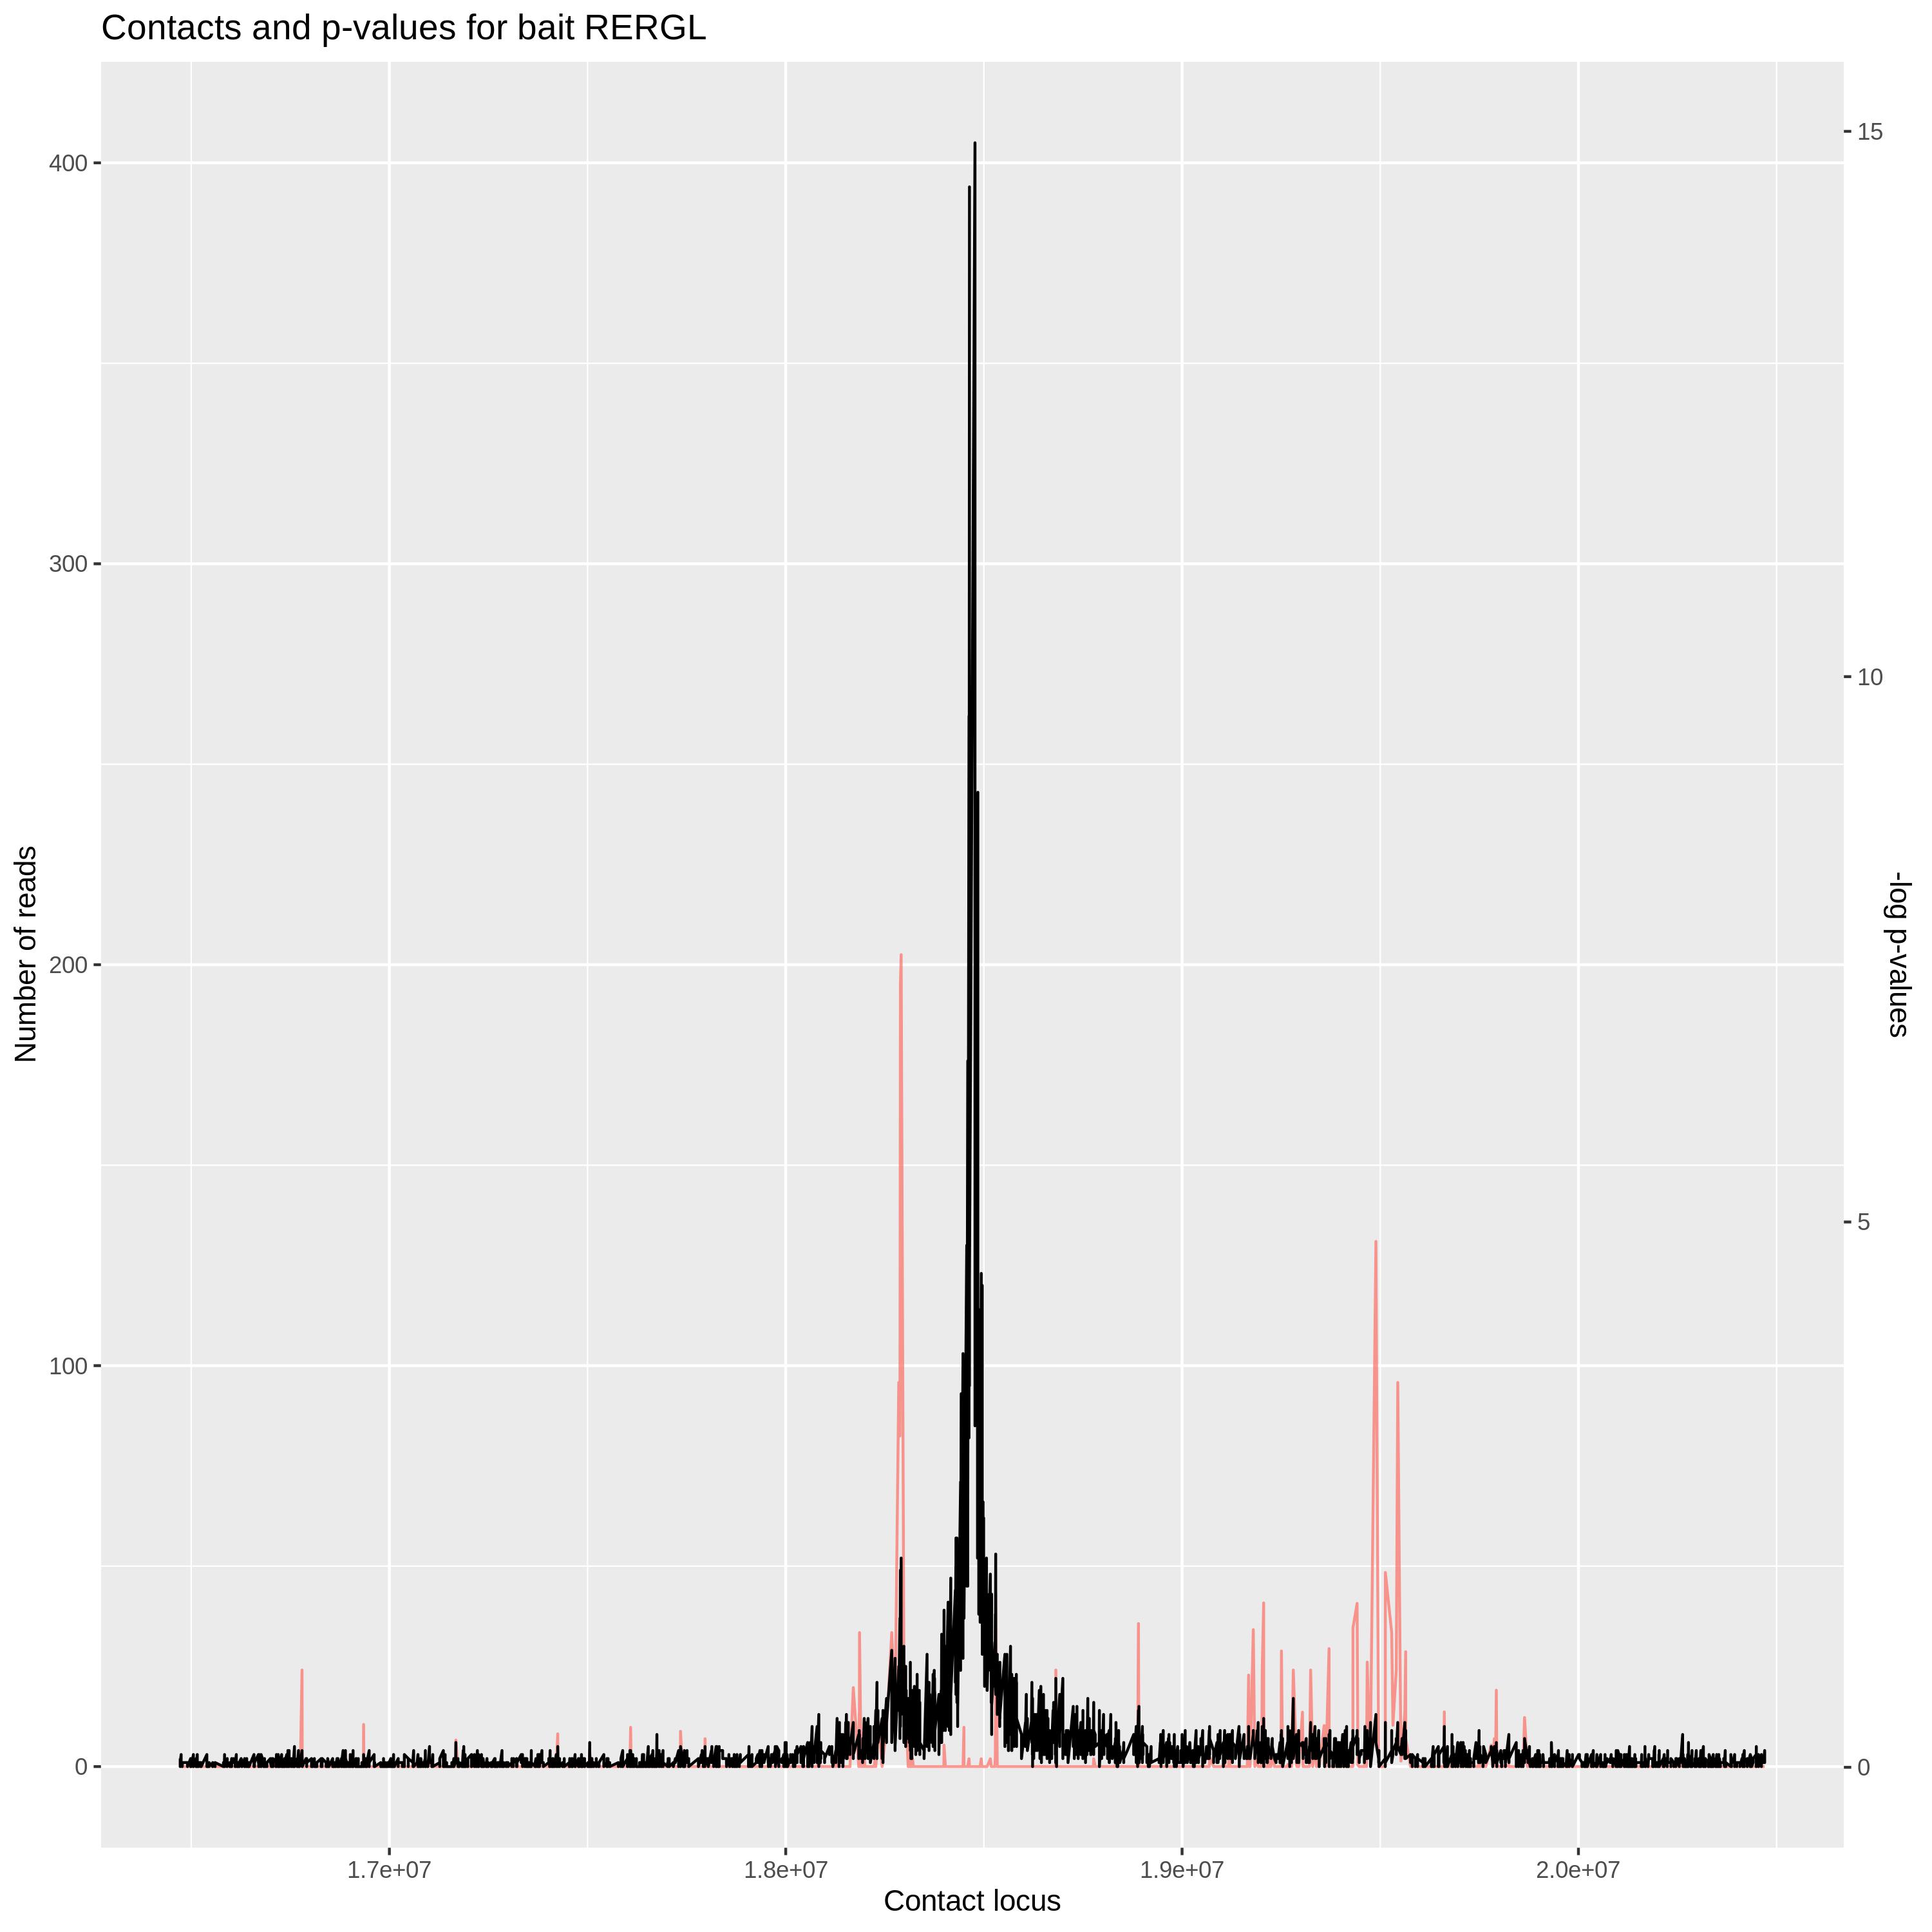 Contacts and p-values for bait RERGL
400
300
200
100
0
Number of reads
15
10
5
0
-log p-values
1.7e+07 1.8e+07 1.9e+07 2.0e+07
Contact locus